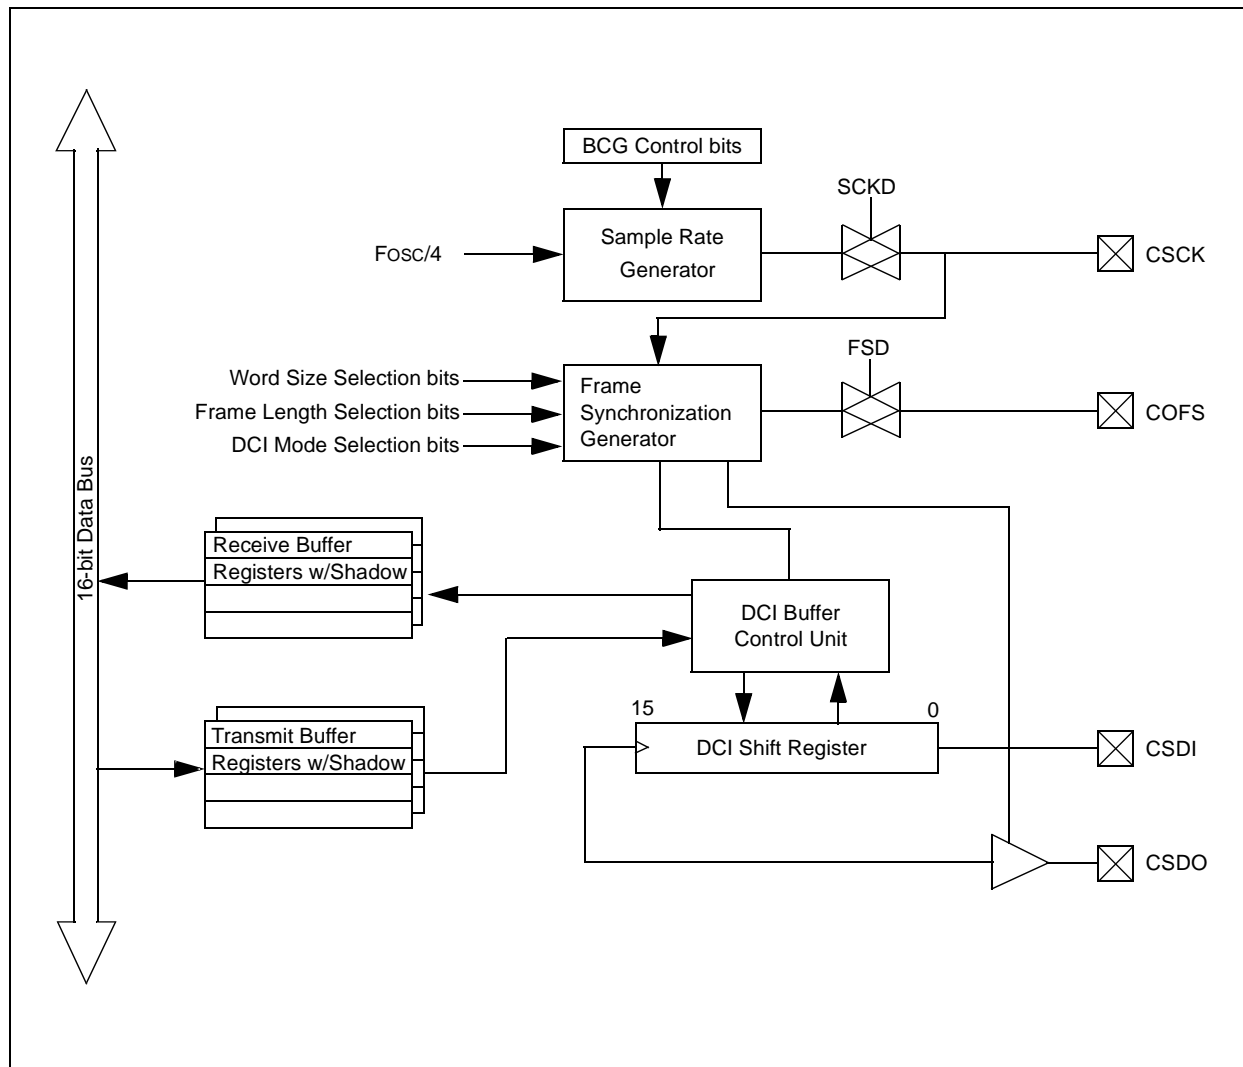 BCG Control bits
SCKD
FOSC/4
Sample Rate
Generator
CSCK
FSD
Word Size Selection bits
Frame Length Selection bits
DCI Mode Selection bits
Frame
Synchronization
Generator
COFS
16-bit Data Bus
Receive Buffer
Registers w/Shadow
DCI Buffer
Control Unit
15
0
Transmit Buffer
Registers w/Shadow
DCI Shift Register
CSDI
CSDO